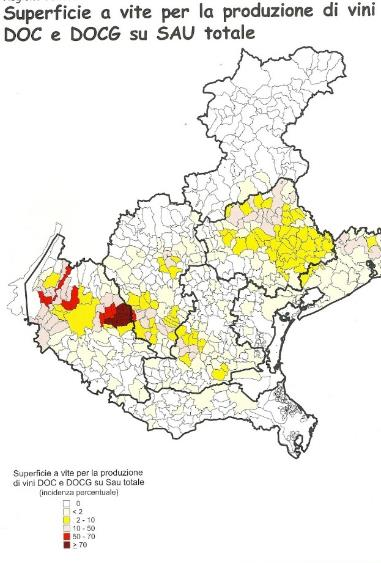 Superficie a vite per la produzione di vini
DOC e DOCG su SAU totale
Superficie a vite per la produzione
di vini DOC e DOCG su Sau totale
(incidenza porcentuale)
0
< 2
2 - 10
10 - 50
50 - 70
> 70